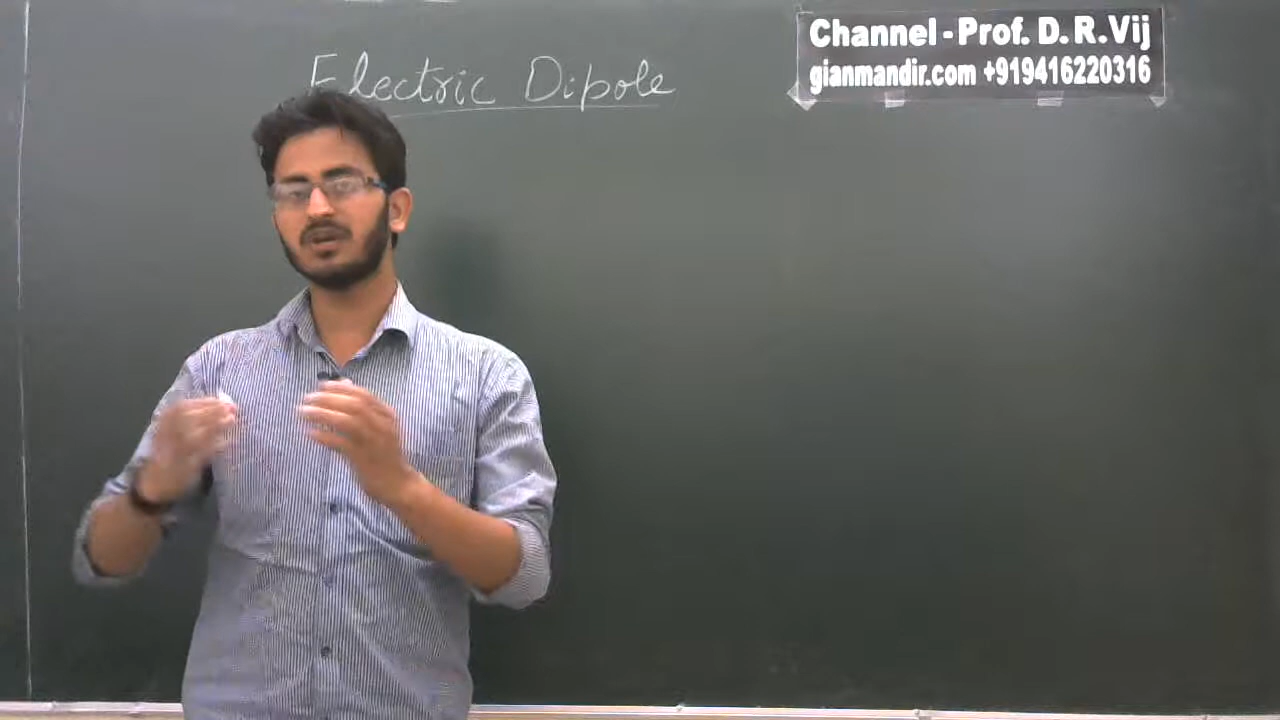 Electric Dipole
Channel - Prof. D. R. Vij
gianmandir.com +919416220316